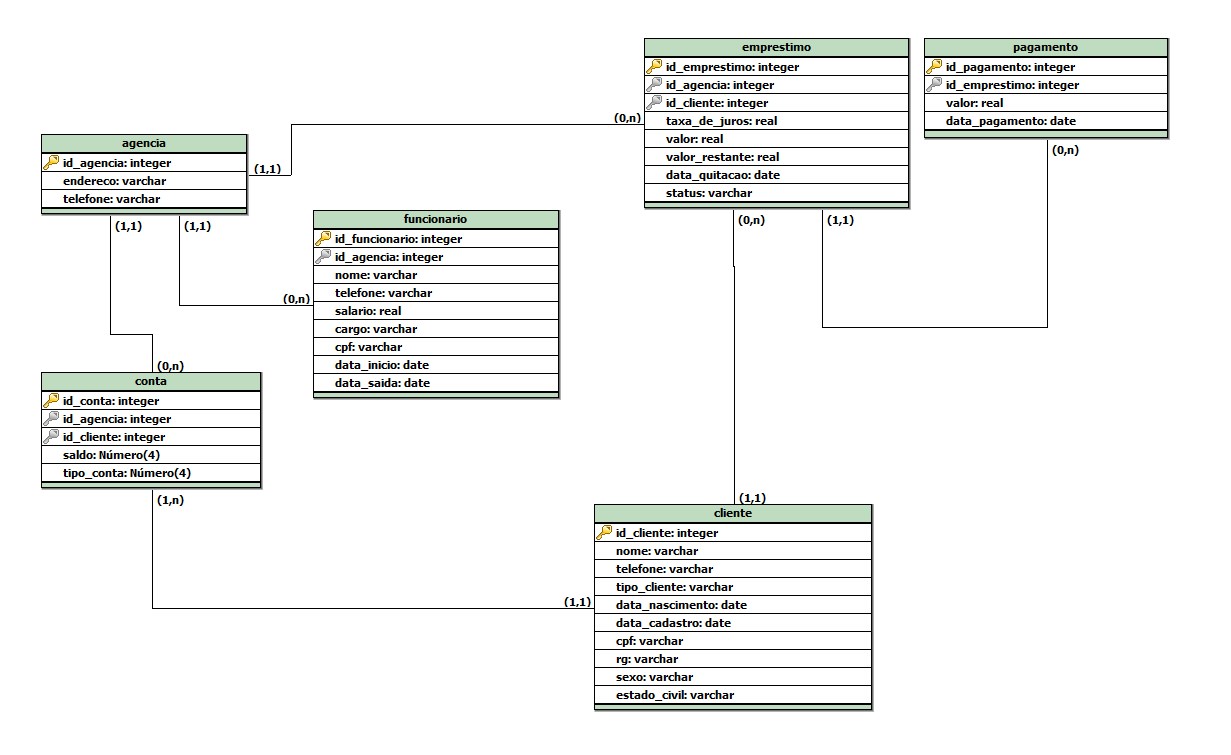 emprestimo
id_emprestimo: integer
id_agencia: integer
id_cliente: integer
taxa_de_juros: real
valor: real
valor_restante: real
data_quitacao: date
status: varchar
pagamento
id_pagamento: integer
id_emprestimo: integer
valor: real
data_pagamento: date
(0,n)
(0,n)
(1,1)
agencia
id_agencia: integer
endereco: varchar
telefone: varchar
(1,1)
(1,1)
(0,n)
(1,1)
funcionario
id_funcionario: integer
id_agencia: integer
nome: varchar
telefone: varchar
salario: real
cargo: varchar
cpf: varchar
data_inicio: date
data_saida: date
(0,n)
(0,n)
conta
id_conta: integer
id_agencia: integer
id_cliente: integer
saldo: Número(4)
tipo_conta: Número(4)
(1,n)
(1,1)
(1,1)
cliente
id_cliente: integer
nome: varchar
telefone: varchar
tipo_cliente: varchar
data_nascimento: date
data_cadastro: date
cpf: varchar
rg: varchar
sexo: varchar
estado_civil: varchar